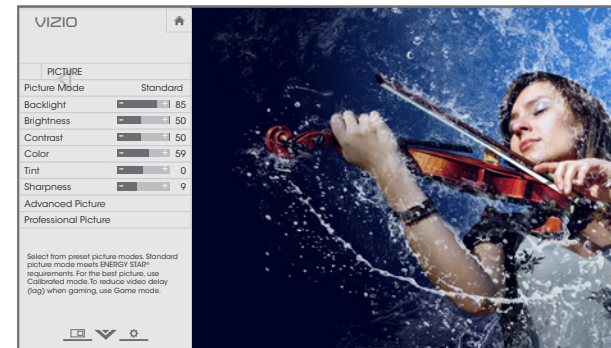 VIZIO
PICTURE
Picture Mode Standard
Backlight 85
Brightness 50
Contrast 50
Color 59
Tint 0
Sharpness 9
Advanced Picture
Professional Picture
Select from preset picture modes. Standard
picture mode meets ENERGY STAR®
requirements. For the best picture, use
Calibrated mode. To reduce video delay
(lag) when gaming, use Game mode.